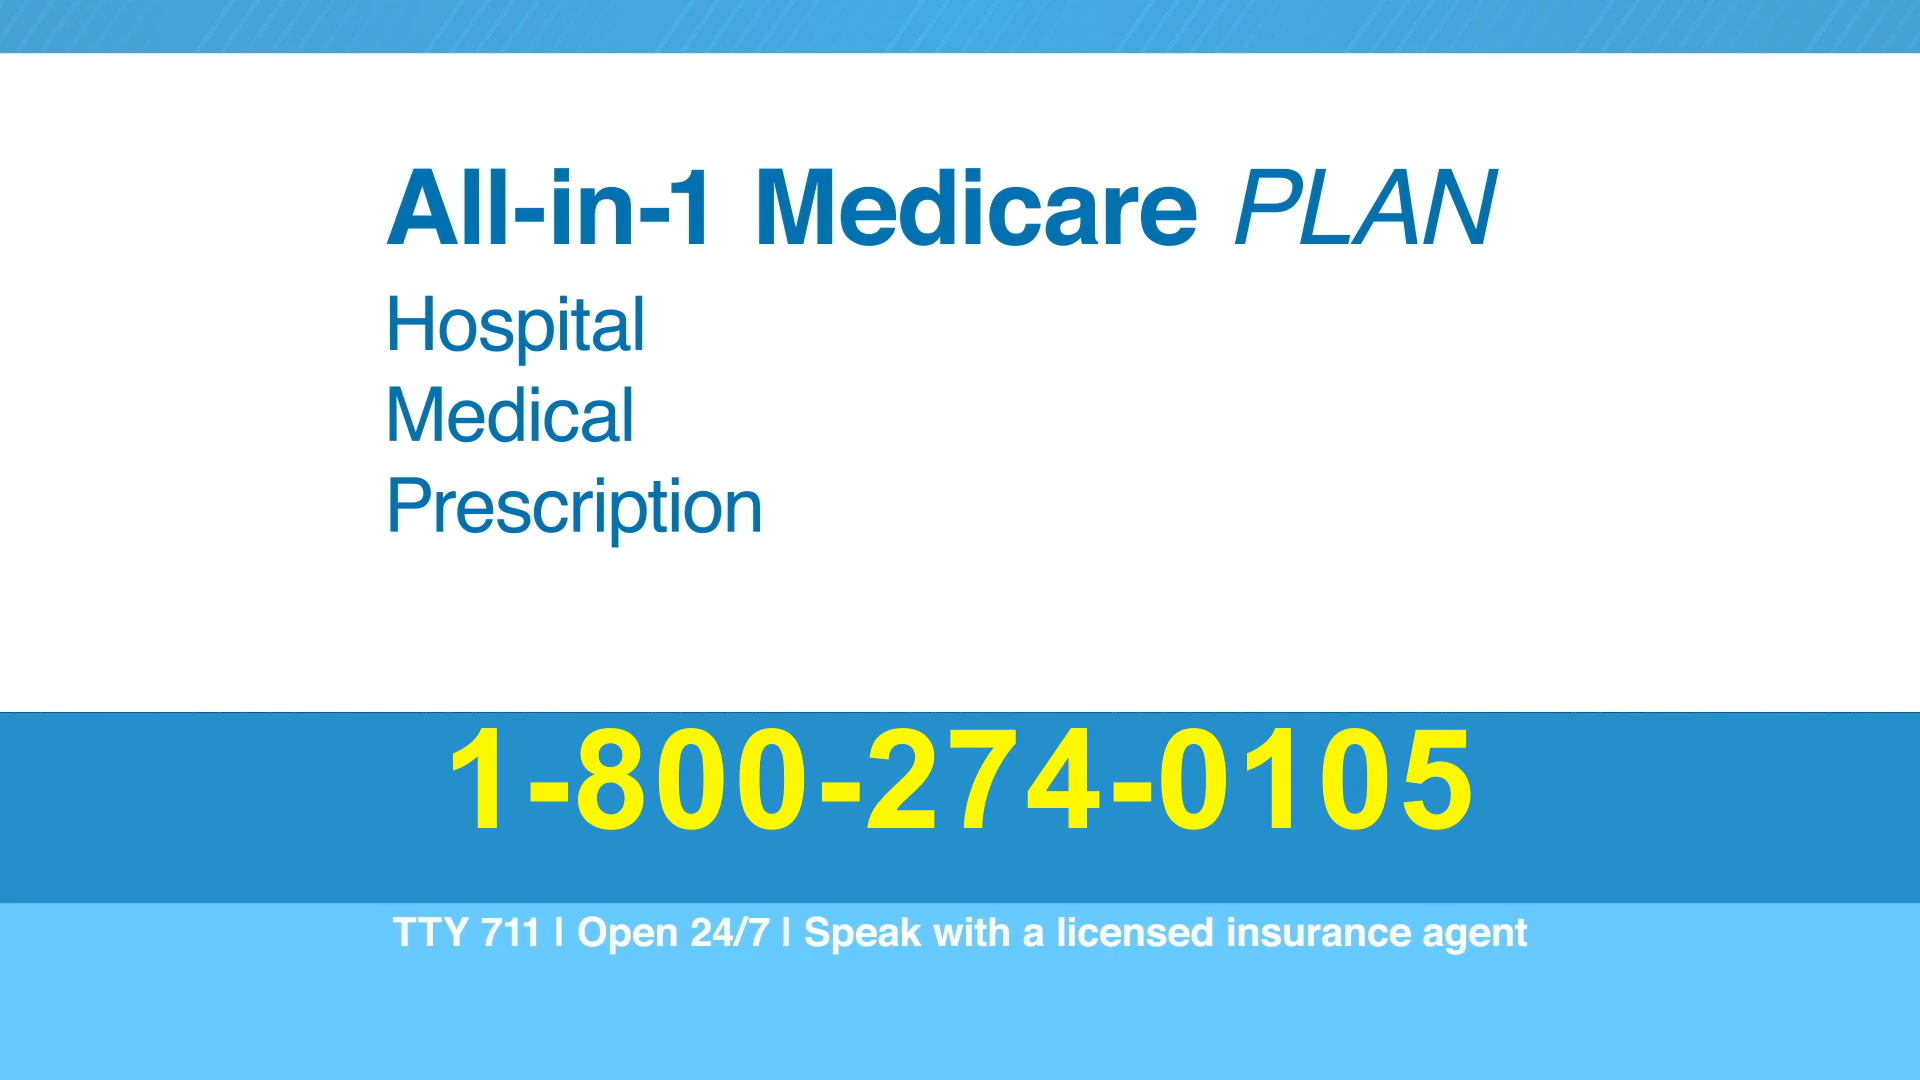 All-in-1 Medicare PLAN
Hospital
Medical
Prescription
1-800-274-0105
TTY 711 | Open 24/7 | Speak with a licensed insurance agent